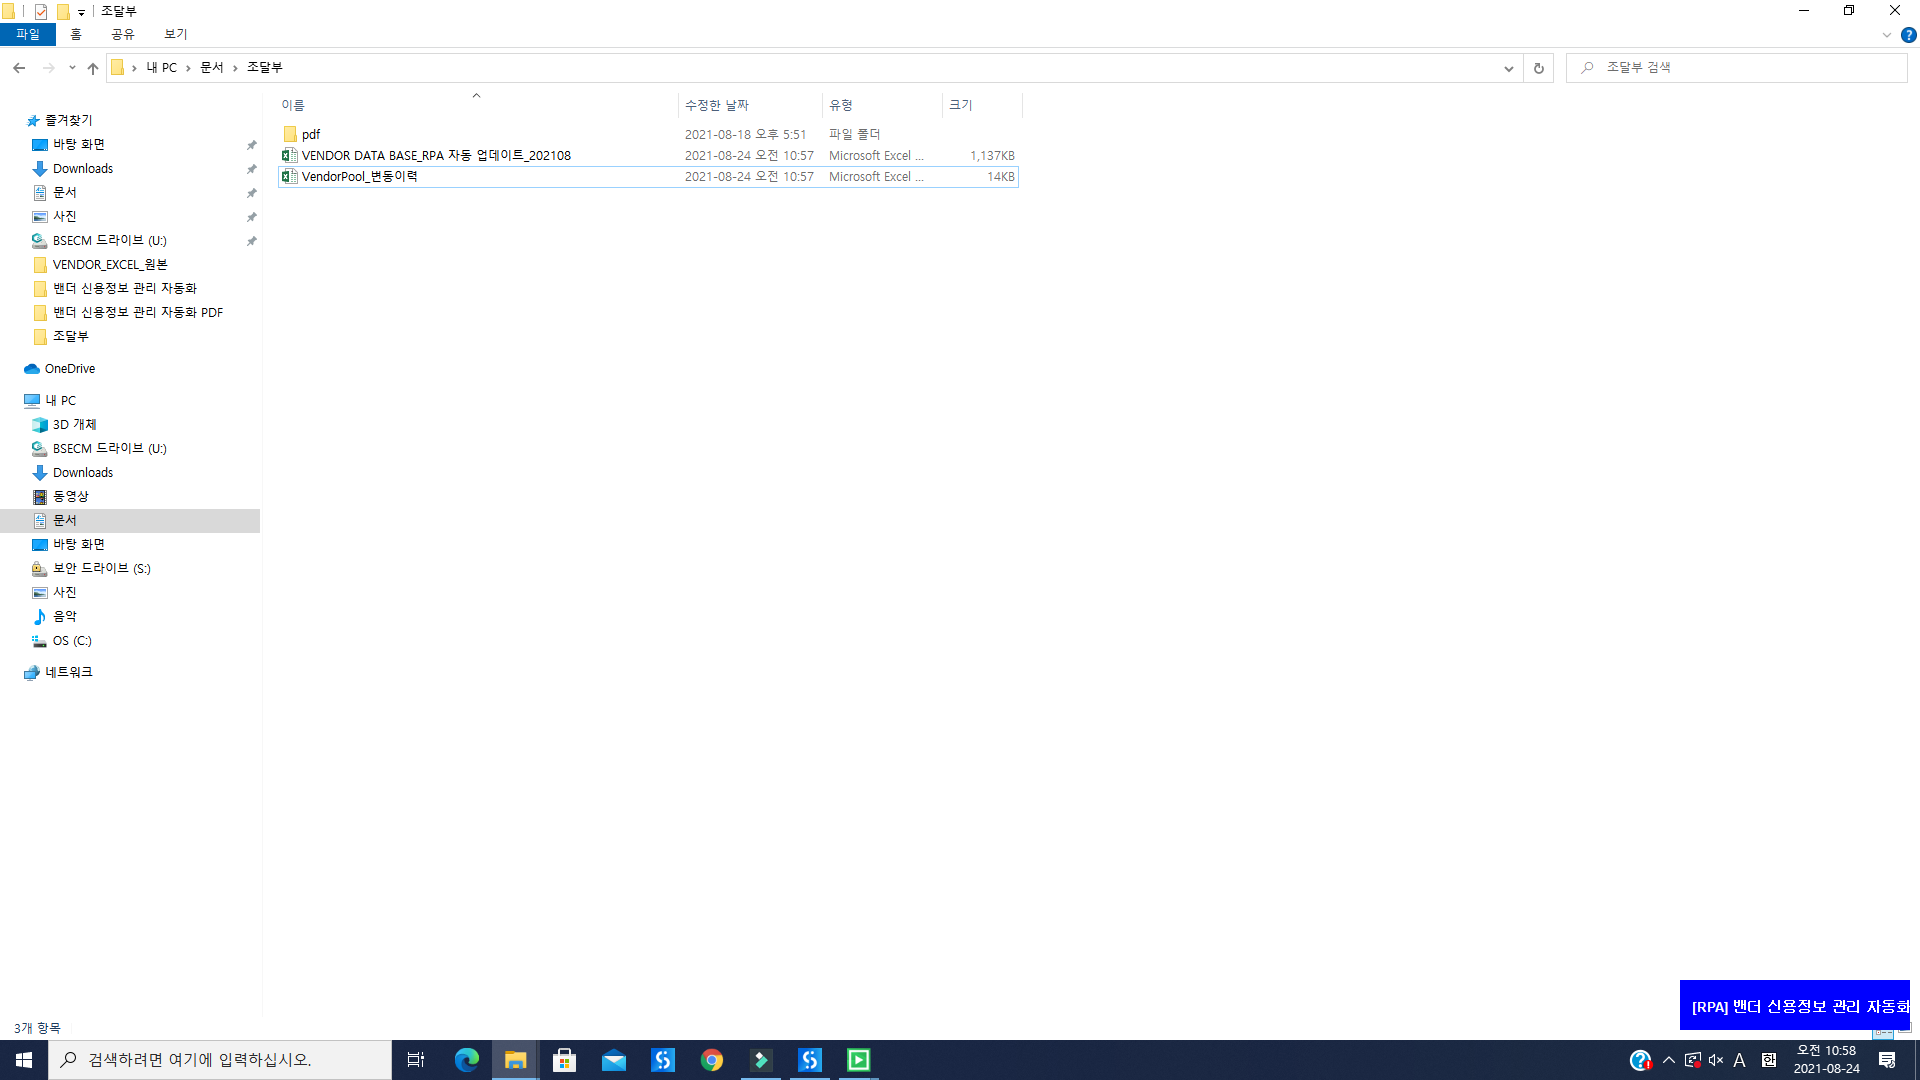 조달부
파일 홈 공유 보기
내 PC 문서 조달부
조달부 검색
이름 수정한 날짜 유형 크기
pdf 2021-08-18 오후 5:51 파일 폴더
VENDOR DATA BASE_RPA 자동 업데이트_202108 2021-08-24 오전 10:57 Microsoft Excel ... 1,137KB
VendorPool_변동이력 2021-08-24 오전 10:57 Microsoft Excel ... 14KB
즐겨찾기
바탕 화면
Downloads
문서
사진
BSECM 드라이브 (U:)
VENDOR_EXCEL_원본
밴더 신용정보 관리 자동화
밴더 신용정보 관리 자동화 PDF
조달부
OneDrive
내 PC
3D 개체
BSECM 드라이브 (U:)
Downloads
동영상
문서
바탕 화면
보안 드라이브 (S:)
사진
음악
OS (C:)
네트워크
[RPA] 밴더 신용정보 관리 자동화
3개 항목
검색하려면 여기에 입력하십시오.
A 한
오전 10:58
2021-08-24